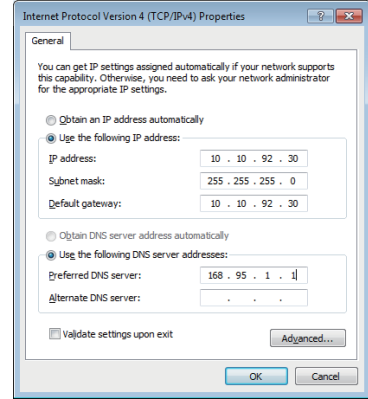 Internet Protocol Version 4 (TCP/IPv4) Properties
General
You can get IP settings assigned automatically if your network supports
this capability. Otherwise, you need to ask your network administrator
for the appropriate IP settings.
Obtain an IP address automatically
Use the following IP address:
IP address: 10 . 10 . 92 . 30
Subnet mask: 255 . 255 . 255 . 0
Default gateway: 10 . 10 . 92 . 30
Obtain DNS server address automatically
Use the following DNS server addresses:
Preferred DNS server: 168 . 95 . 1 . 1
Alternate DNS server: . . .
Validate settings upon exit
Advanced...
OK Cancel